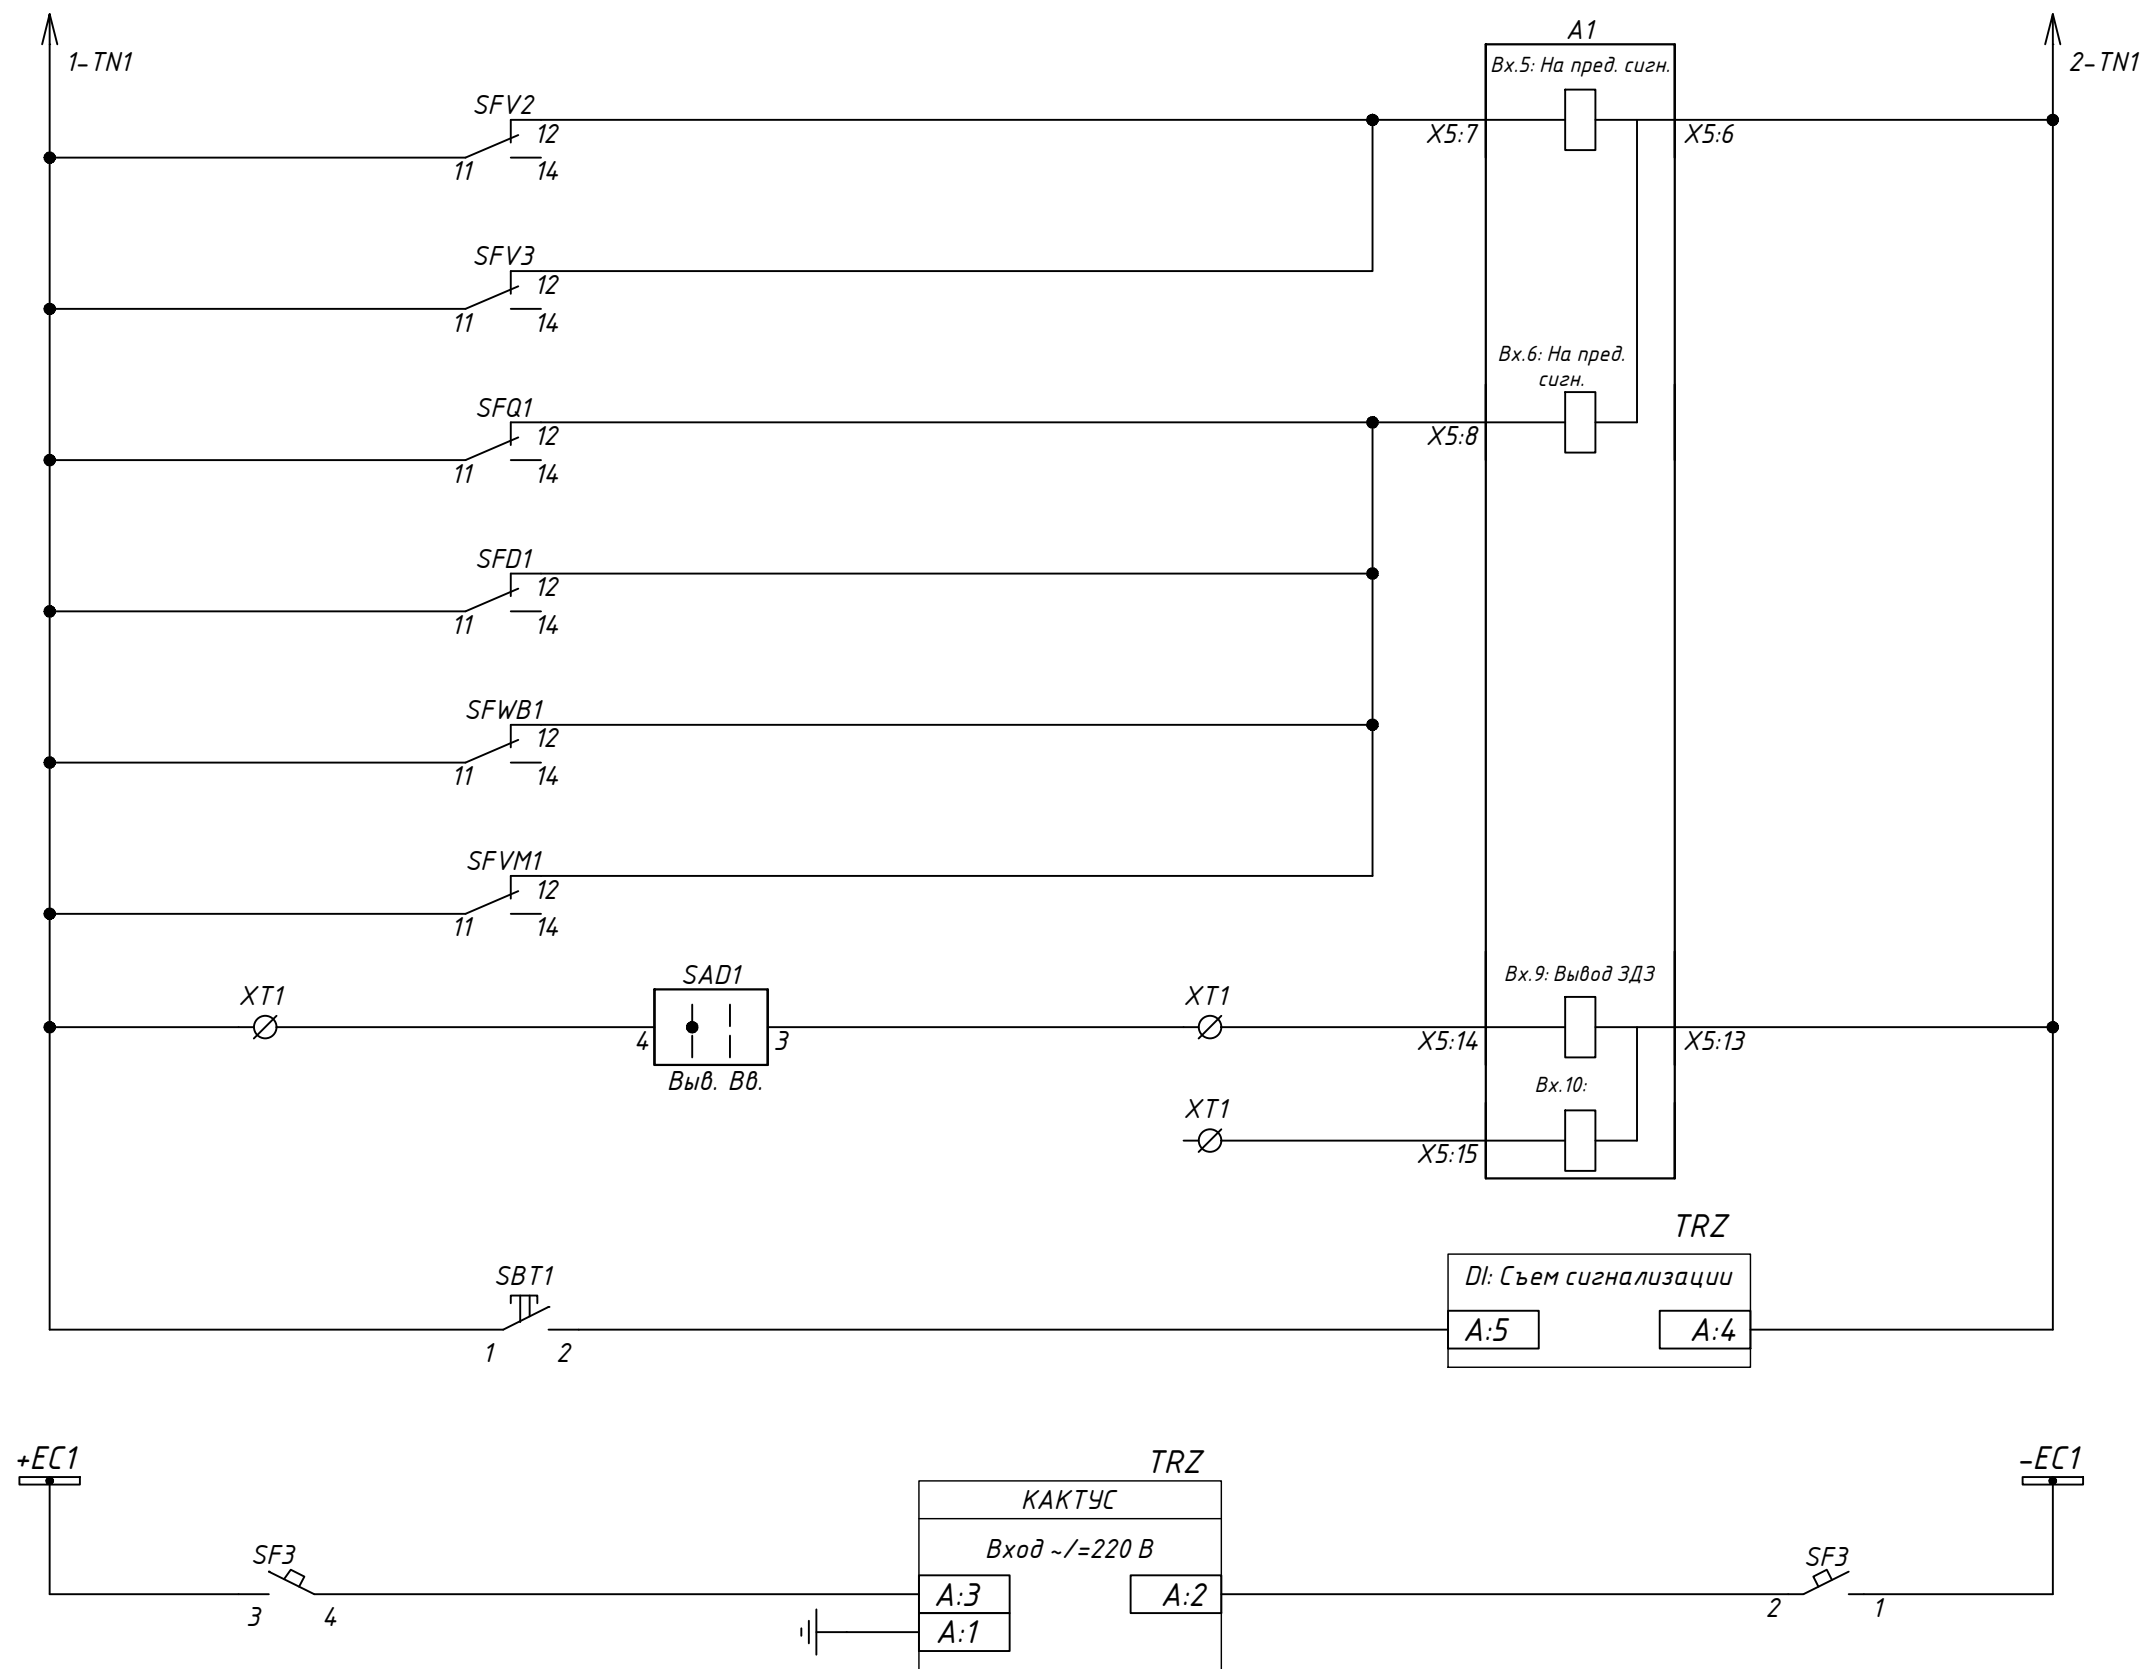 A1
1-TN1
2-TN1
Вх.5: На пред. сигн.
SFV2
12
X5:7
X5:6
11
14
SFV3
12
11
14
Вх.6: На пред.
сигн.
SFQ1
12
X5:8
11
14
SFD1
12
11
14
SFWB1
12
11
14
SFVM1
12
11
14
SAD1
Вх.9: Вывод ЗДЗ
XT1
XT1
4
3
X5:14
X5:13
Выв. Вв.
Вх.10:
XT1
X5:15
TRZ
SBT1
DI: Съем сигнализации
A:5
A:4
1
2
+EC1
TRZ
-EC1
КАКТУС
Вход ~/=220 В
SF3
SF3
A:3
A:2
3
4
2
1
A:1